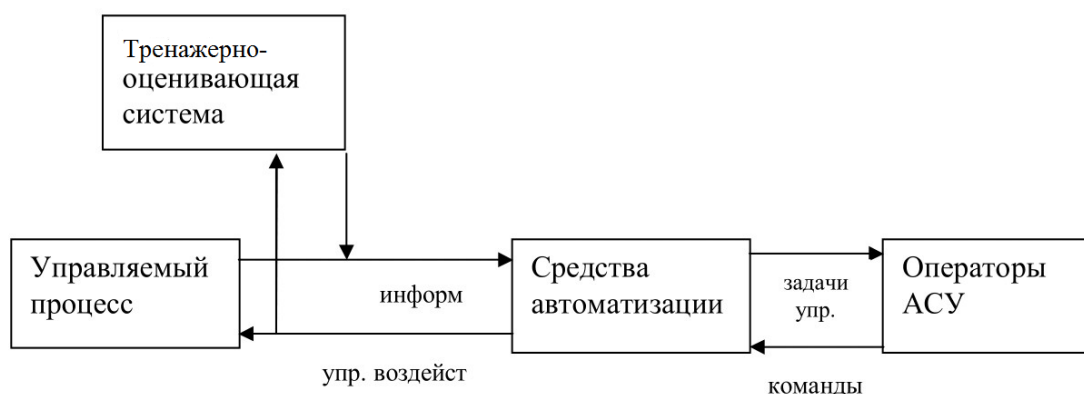 Тренажерно-
оценивающая
система
Управляемый
процесс
информ
упр. воздейст
Средства
автоматизации
задачи
упр.
команды
Операторы
АСУ